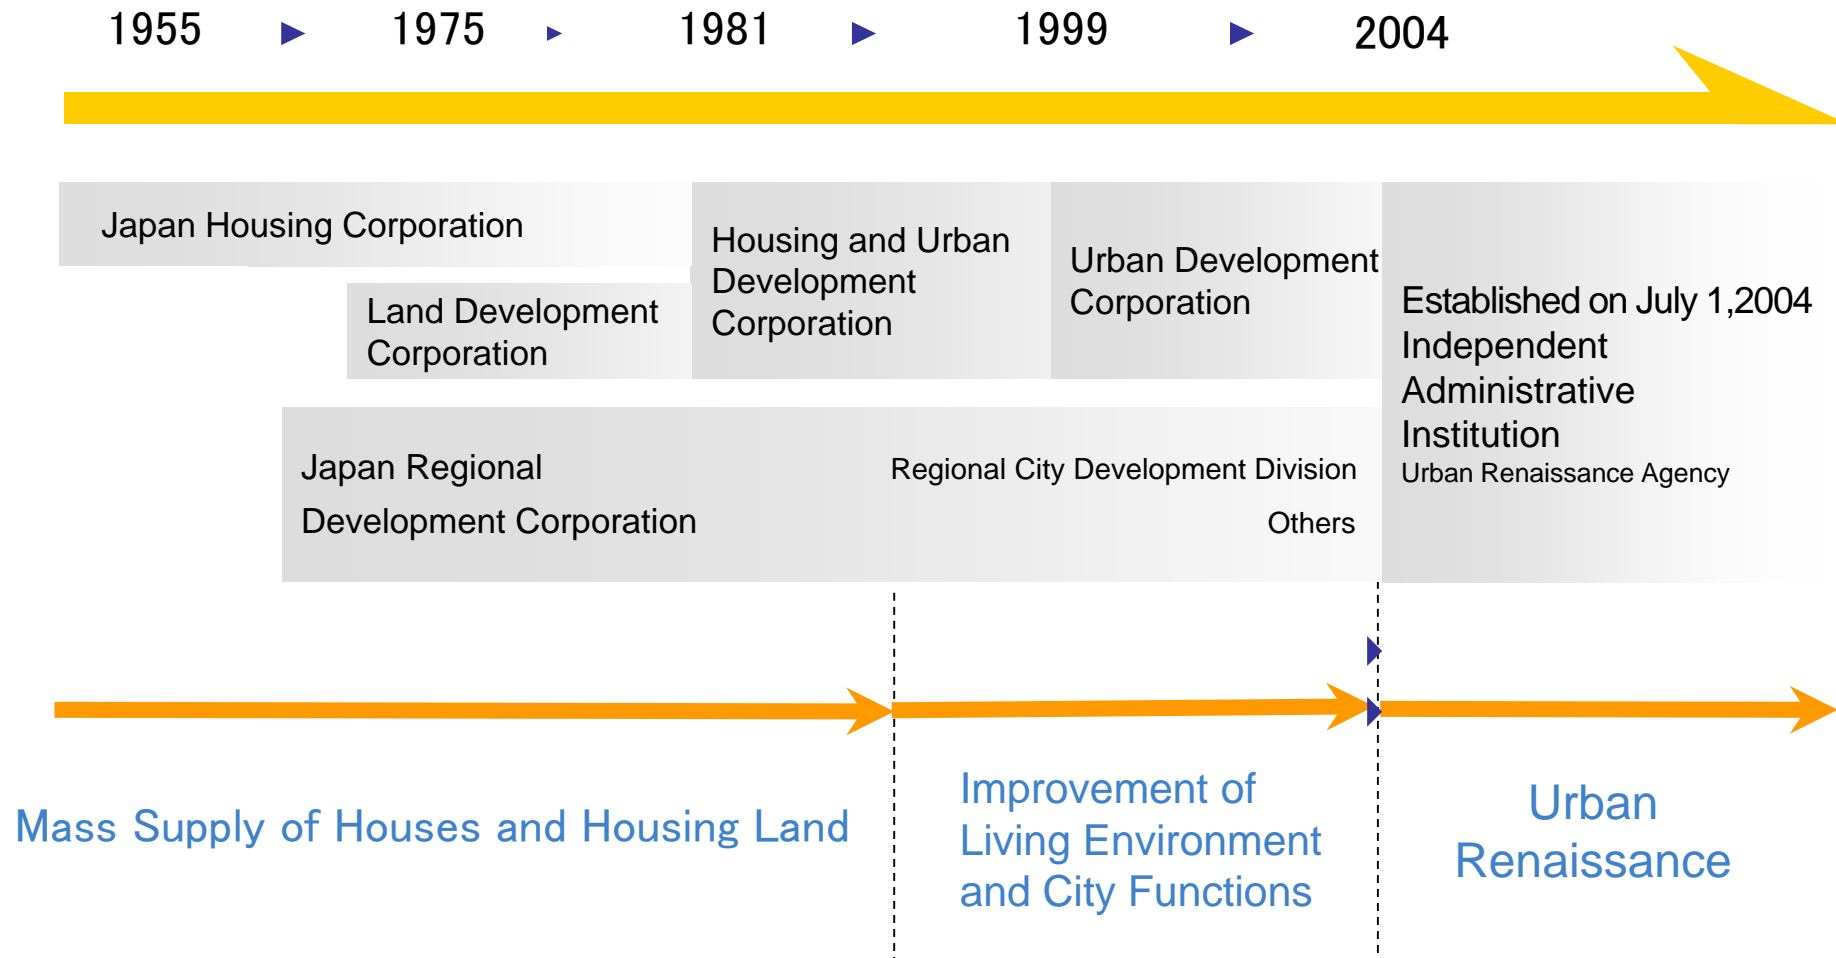 1955 1975 1981 1999 2004
Japan Housing Corporation
Land Development
Corporation
Housing and Urban
Development
Corporation
Urban Development
Corporation
Established on July 1,2004
Independent
Administrative
Institution
Urban Renaissance Agency
Japan Regional
Development Corporation
Regional City Development Division
Others
Mass Supply of Houses and Housing Land
Improvement of
Living Environment
and City Functions
Urban
Renaissance